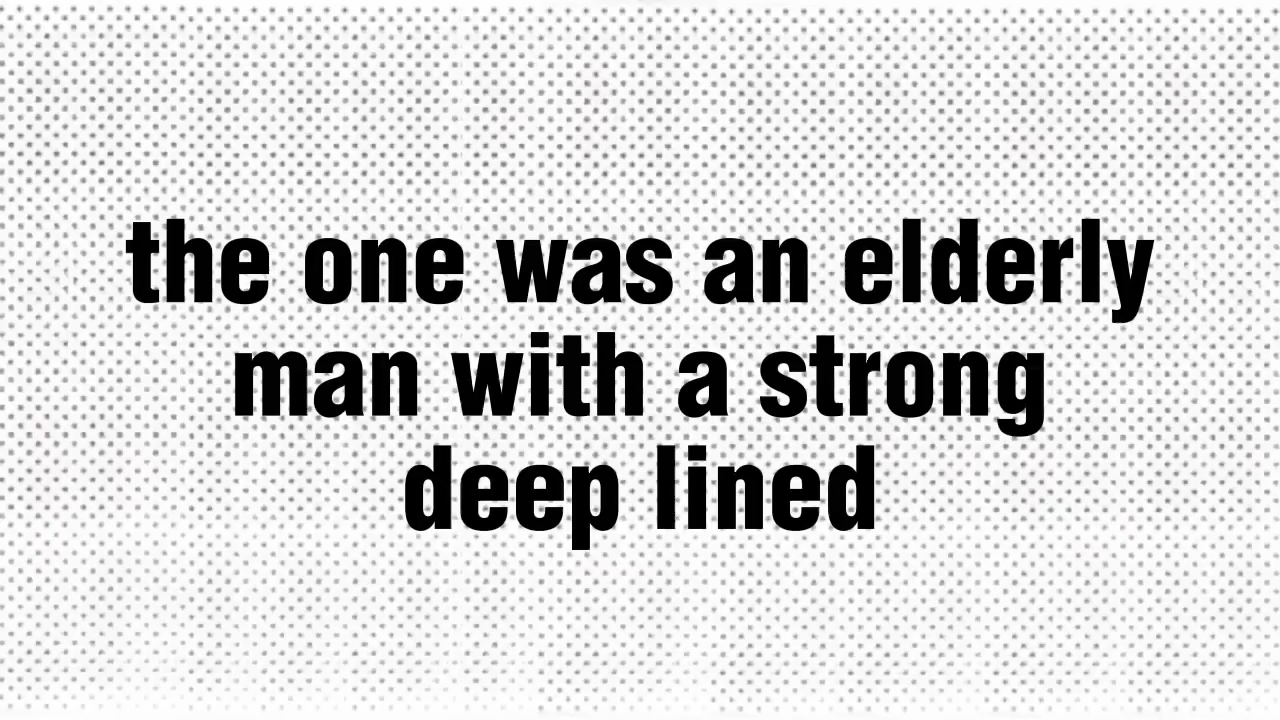 the one was an elderly
man with a strong
deep lined